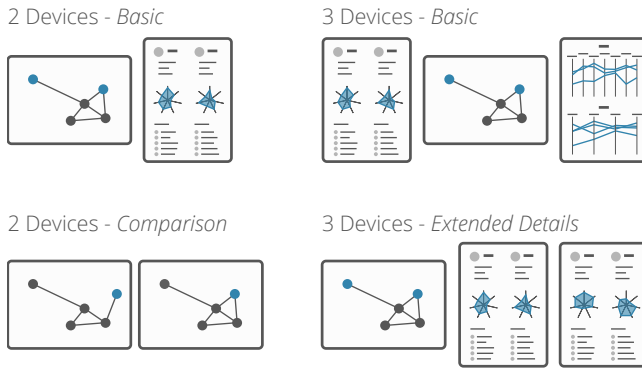 2 Devices - Basic
3 Devices - Basic
2 Devices - Comparison
3 Devices - Extended Details